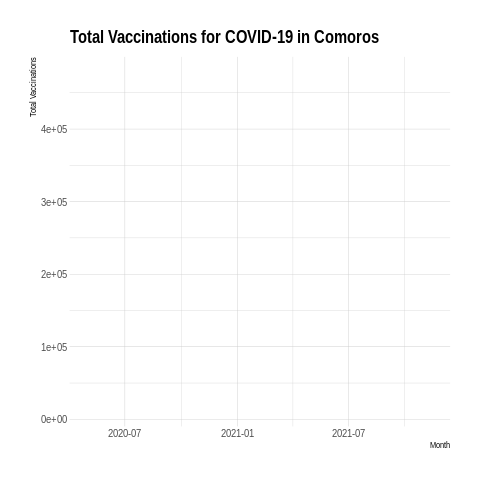 Total Vaccinations for COVID-19 in Comoros
Total Vaccinations
4e+05
3e+05
2e+05
1e+05
0e+00
2020-07 2021-01 2021-07
Month